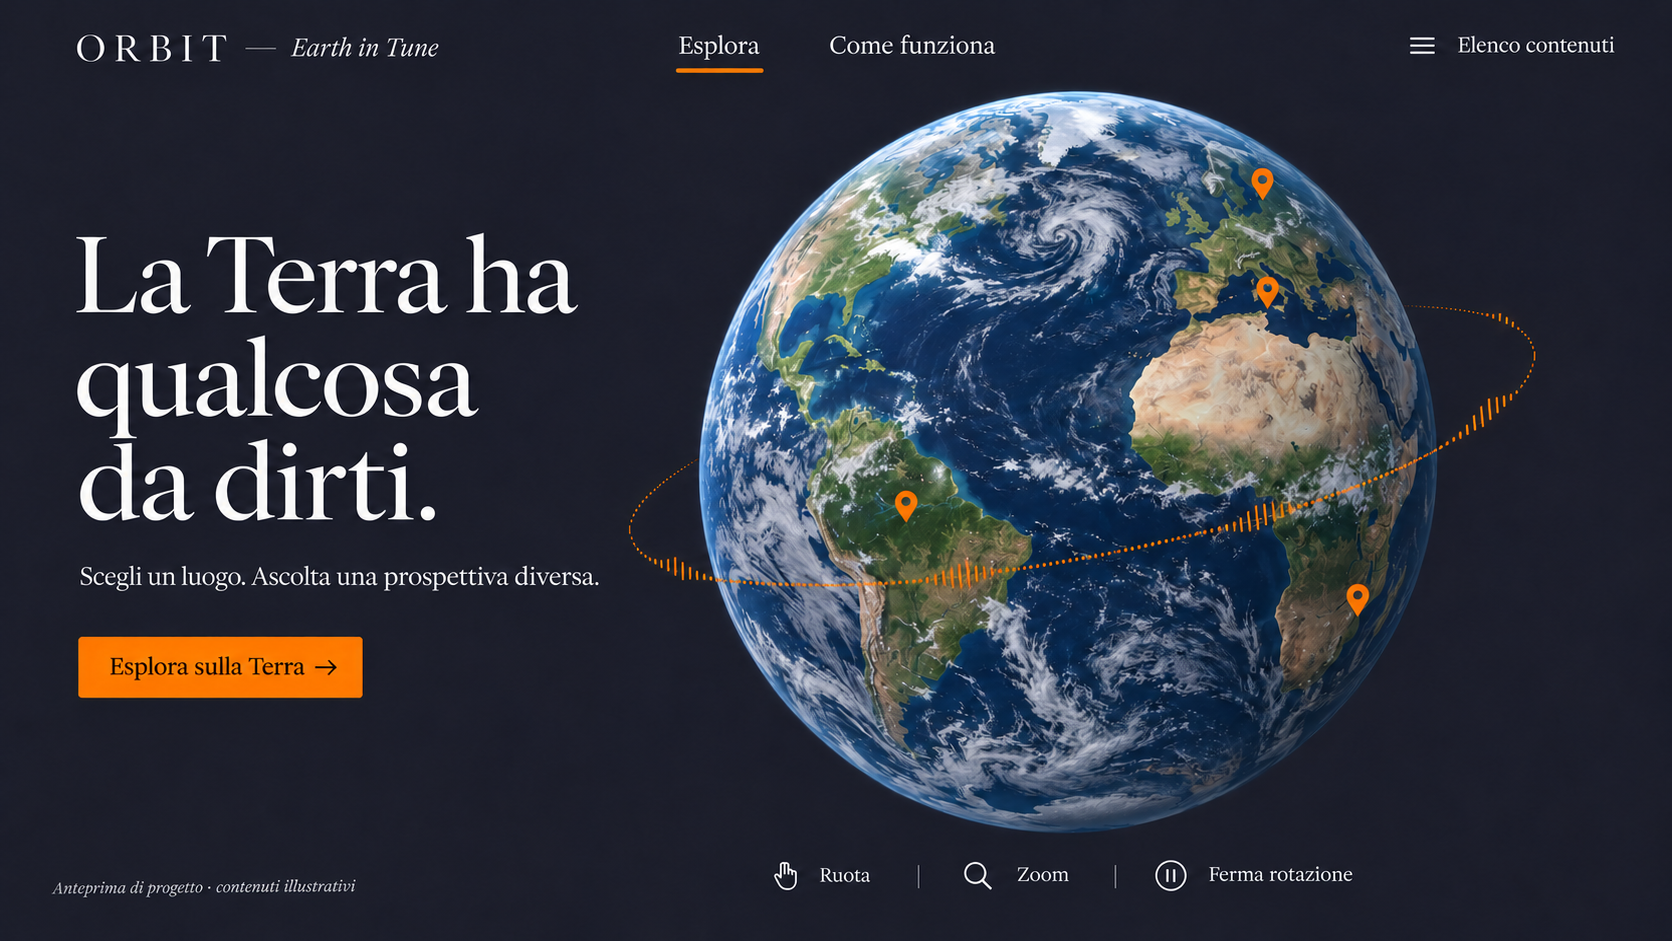 ORBIT — Earth in Tune
Esplora
Come funziona
Elenco contenuti
La Terra ha
qualcosa
da dirti.
Scegli un luogo. Ascolta una prospettiva diversa.
Esplora sulla Terra →
Ruota
Zoom
Ferma rotazione
Anteprima di progetto · contenuti illustrativi